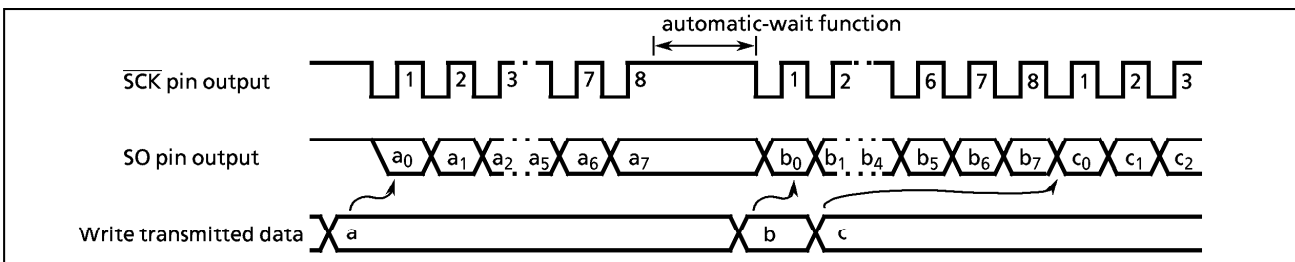 automatic-wait function
SCK pin output 1 2 3 7 8 1 2 6 7 8 1 2 3
SO pin output a0 a1 a2 a5 a6 a7 b0 b1 b4 b5 b6 b7 c0 c1 c2
Write transmitted data a b c